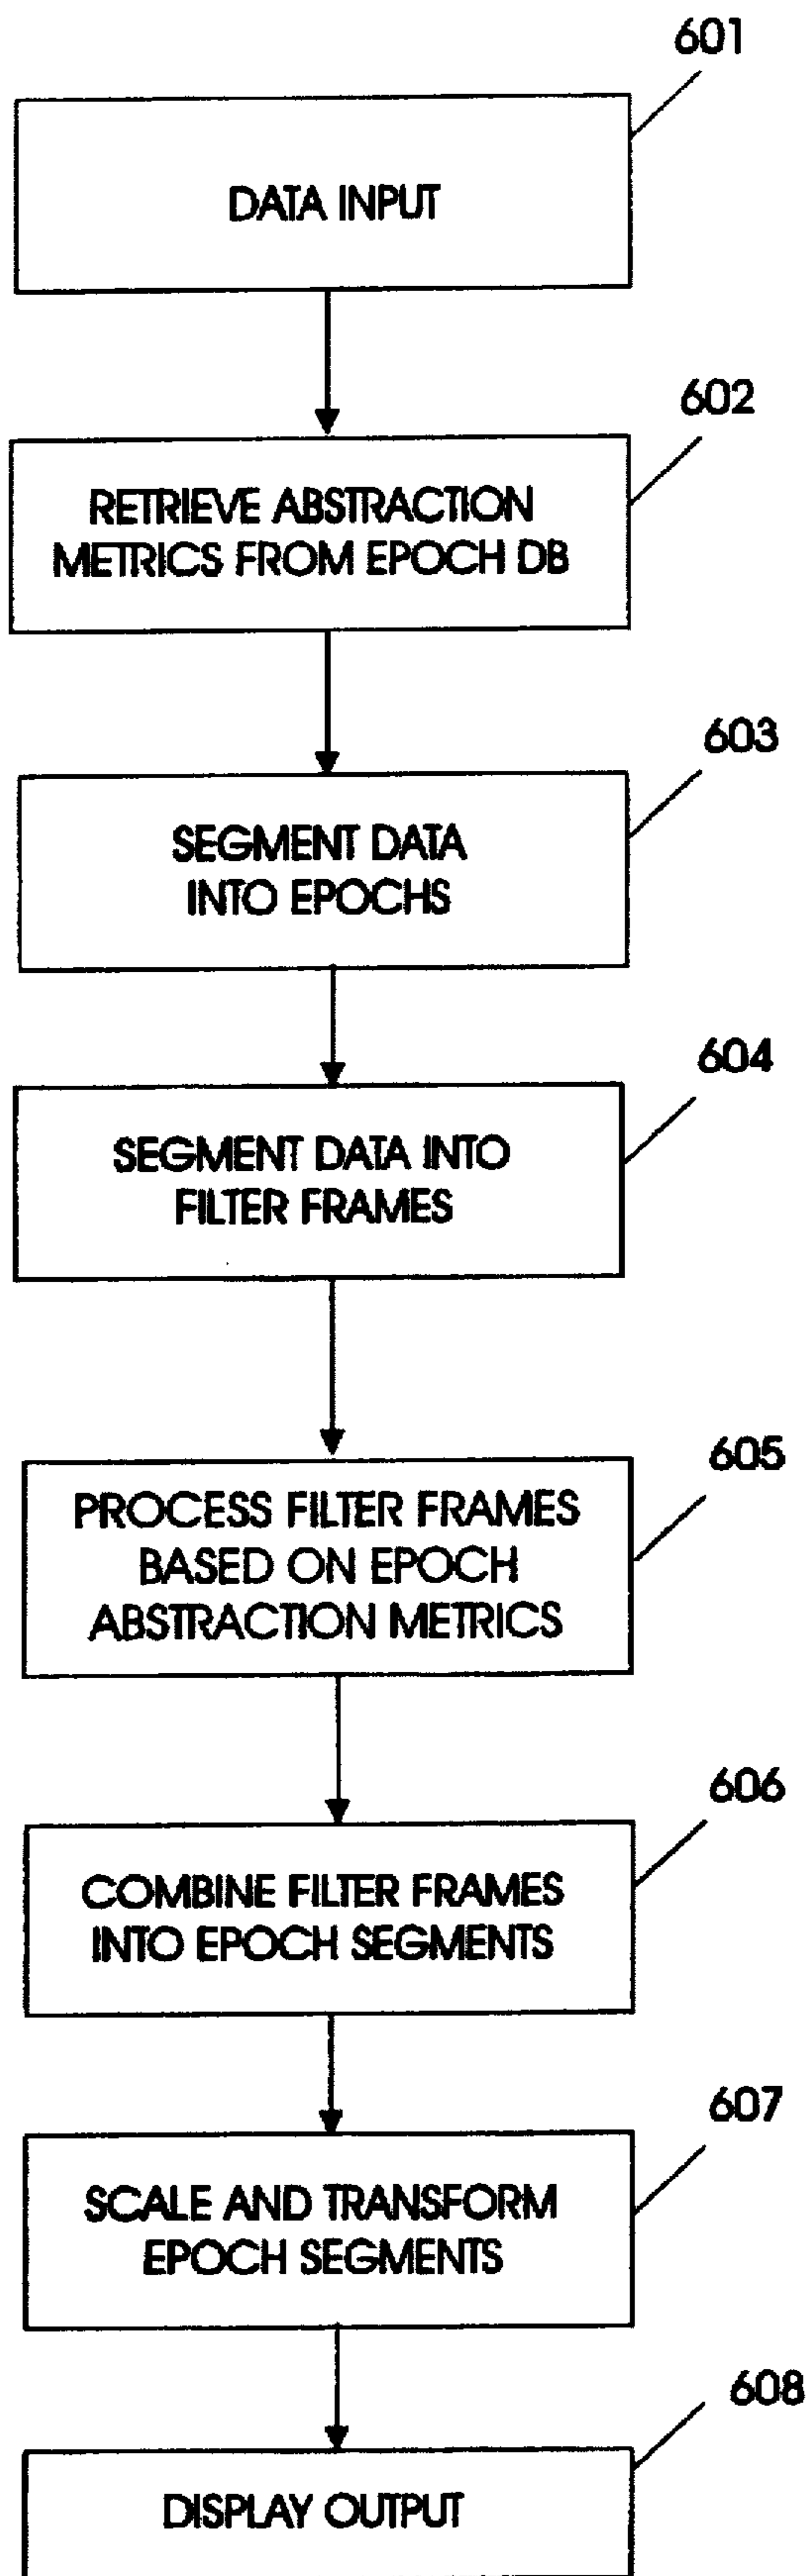 601
DATA INPUT
602
RETRIEVE ABSTRACTION
METRICS FROM EPOCH DB
603
SEGMENT DATA
INTO EPOCHS
604
SEGMENT DATA INTO
FILTER FRAMES
605
PROCESS FILTER FRAMES
BASED ON EPOCH
ABSTRACTION METRICS
606
COMBINE FILTER FRAMES
INTO EPOCH SEGMENTS
607
SCALE AND TRANSFORM
EPOCH SEGMENTS
608
DISPLAY OUTPUT